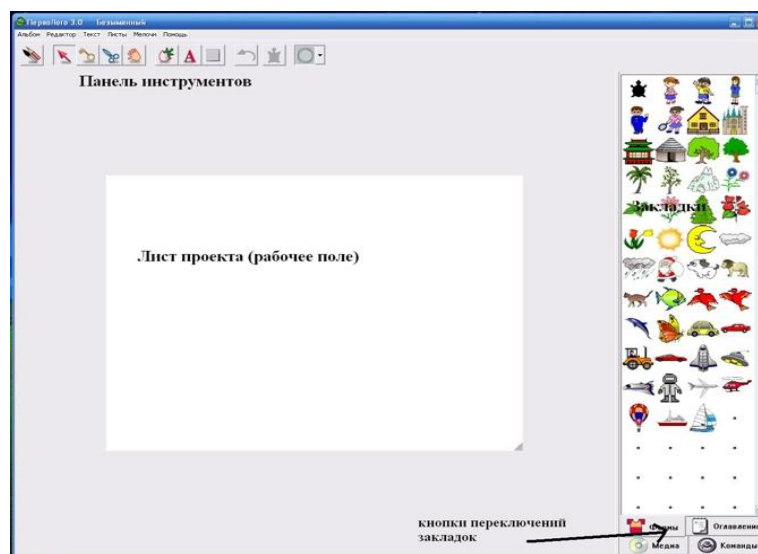 ПервоЛого 3.0 Безымянный
Альбом Редактор Текст Листы Мелочи Помощь
A
Панель инструментов
Закладки
Лист проекта (рабочее поле)
кнопки переключений
закладок
Формы Оглавление
Медиа Команды